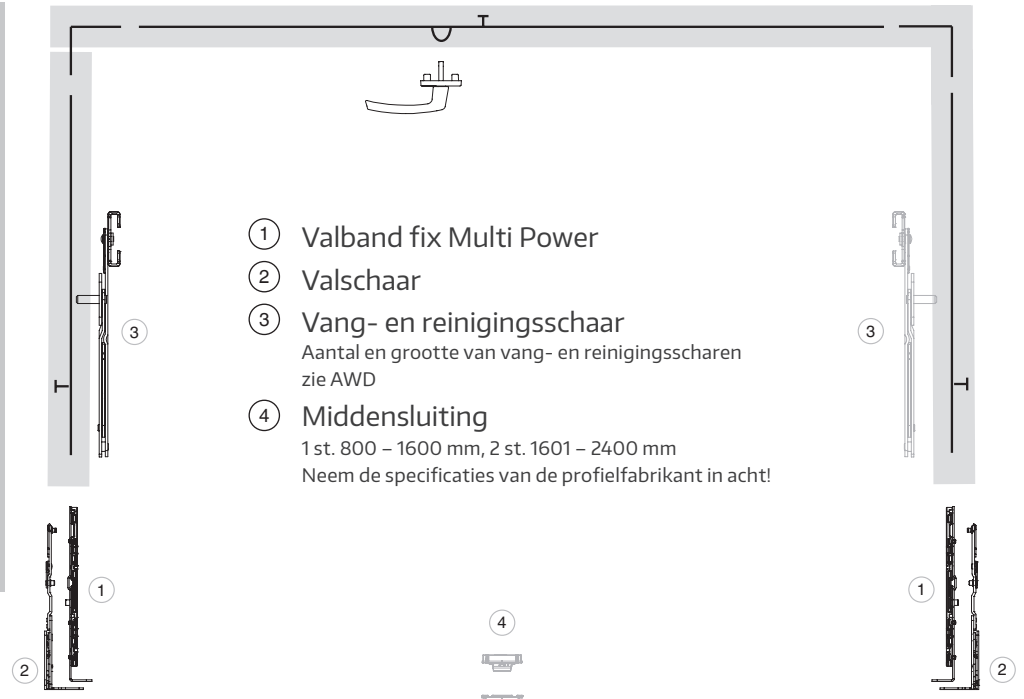 1 Valband fix Multi Power
2 Valschaar
3 Vang- en reinigingsschaar
Aantal en grootte van vang- en reinigingsscharen
zie AWD
4 Middensluiting
1 st. 800 – 1600 mm, 2 st. 1601 – 2400 mm
Neem de specificaties van de profielfabrikant in acht!
3
3
1
1
4
2
2